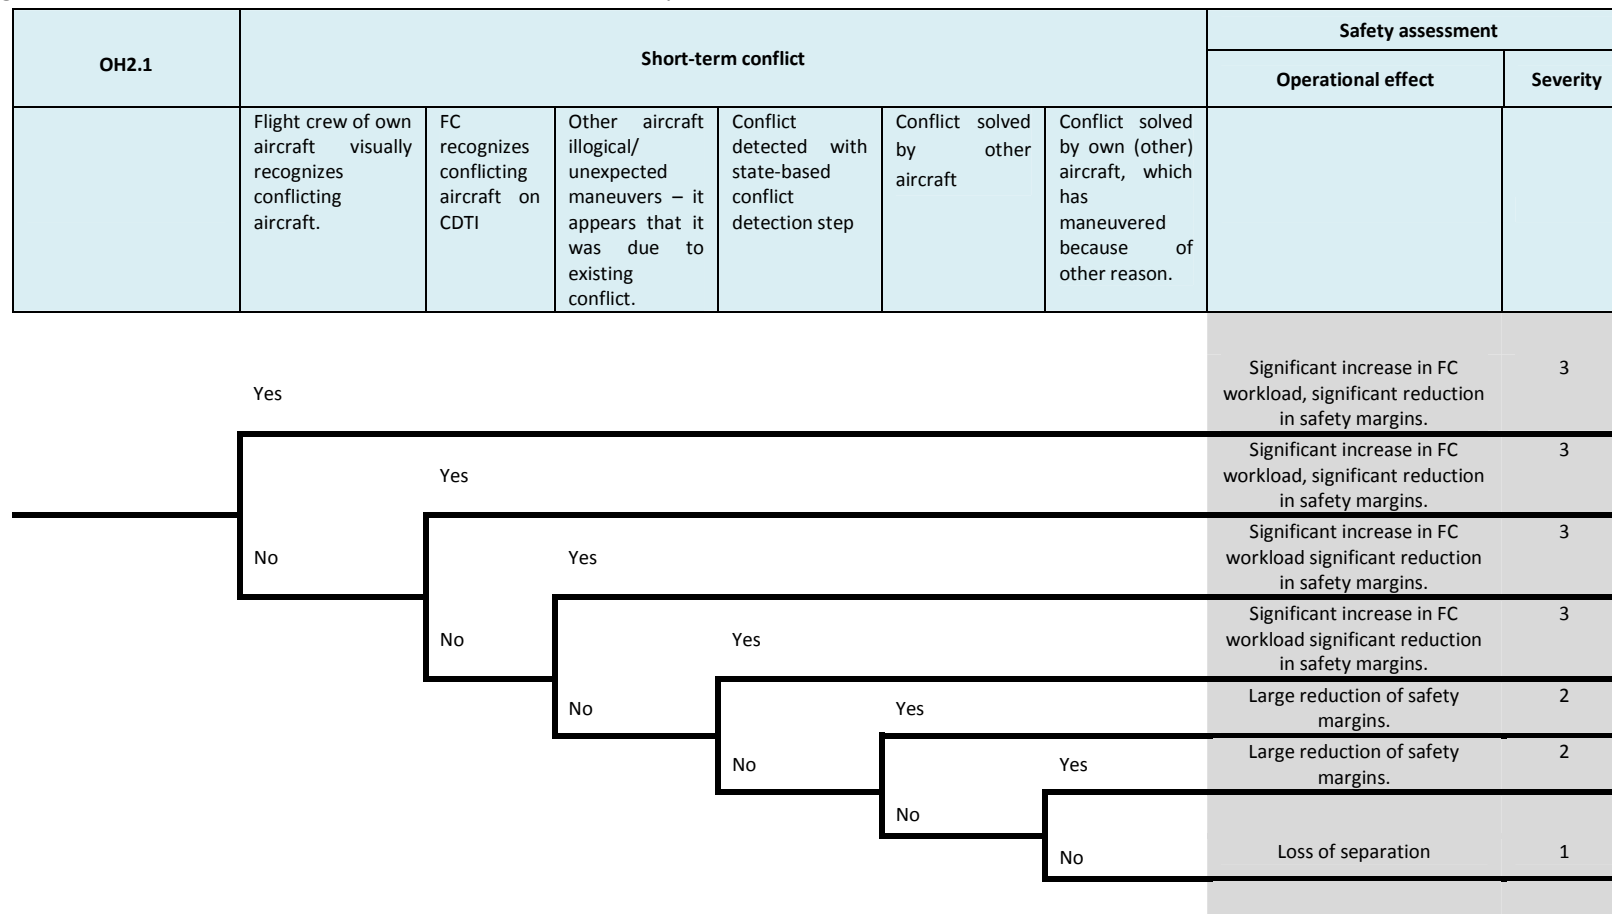 OH2.1
Short-term conflict
Safety assessment
Operational effect
Severity
Flight crew of own
aircraft visually
recognizes
conflicting
aircraft.
FC
recognizes
conflicting
aircraft on
CDTI
Other aircraft
illogical/
unexpected
maneuvers – it
appears that it
was due to
existing
conflict.
Conflict
detected with
state-based
conflict
detection step
Conflict solved
by other
aircraft
Conflict solved
by own (other)
aircraft, which
has
maneuvered
because of
other reason.
Yes
Significant increase in FC
workload, significant reduction
in safety margins.
3
Yes
Significant increase in FC
workload, significant reduction
in safety margins.
3
No
Yes
Significant increase in FC
workload significant reduction
in safety margins.
3
No
Yes
Significant increase in FC
workload significant reduction
in safety margins.
3
No
Yes
Large reduction of safety
margins.
2
No
Yes
Large reduction of safety
margins.
2
No
No
Loss of separation
1